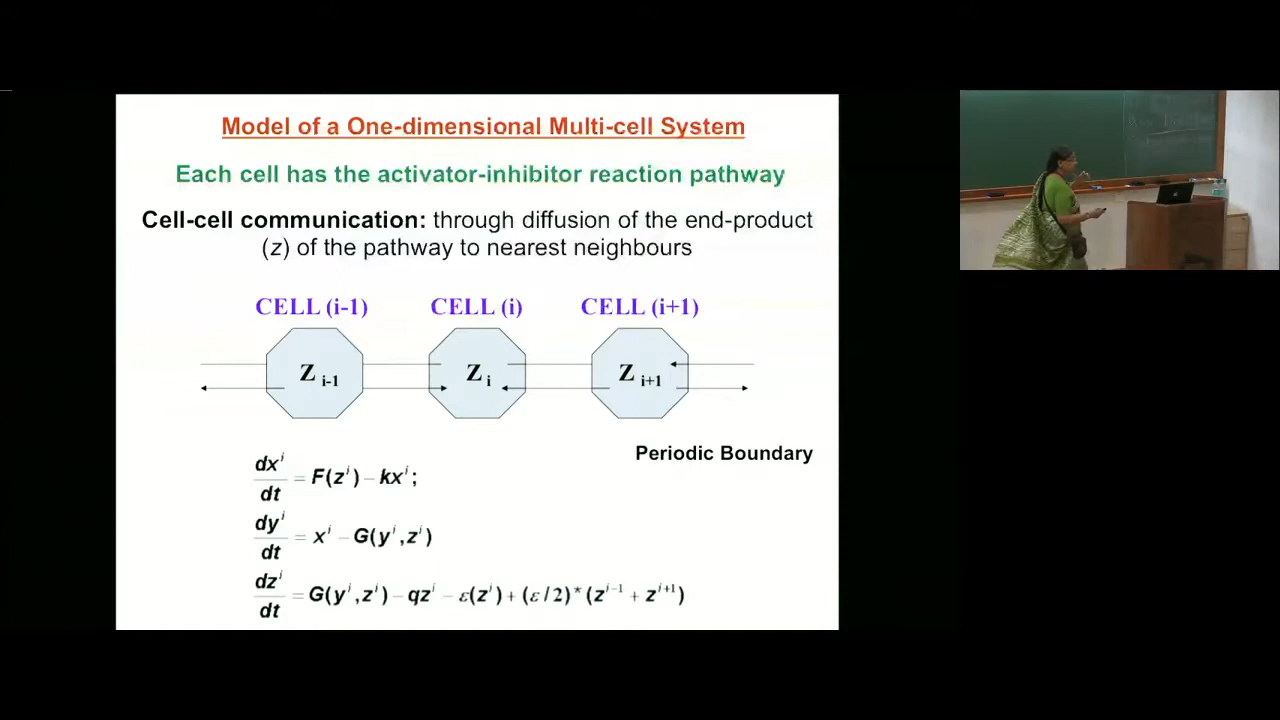 Model of a One-dimensional Multi-cell System
Each cell has the activator-inhibitor reaction pathway
Cell-cell communication: through diffusion of the end-product
(z) of the pathway to nearest neighbours
CELL (i-1) CELL (i) CELL (i+1)
Z i-1 Z i Z i+1
Periodic Boundary
dx^i/dt = F(z^i) – kx^i;
dy^i/dt = x^i – G(y^i,z^i)
dz^i/dt = G(y^i,z^i) – qz^i – ε(z^i) + (ε/2)*(z^{i-1} + z^{i+1})